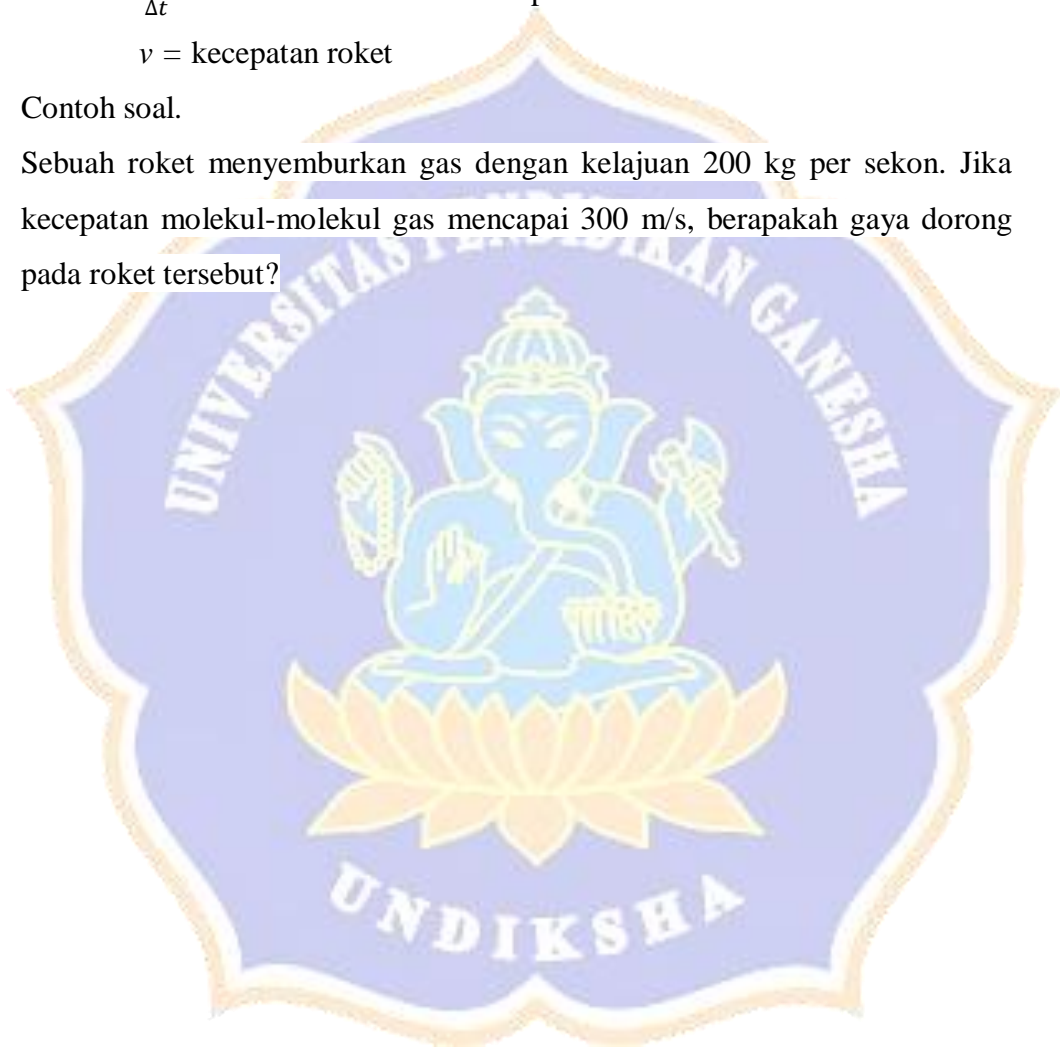 Δt
v = kecepatan roket
Contoh soal.
Sebuah roket menyemburkan gas dengan kelajuan 200 kg per sekon. Jika
kecepatan molekul-molekul gas mencapai 300 m/s, berapakah gaya dorong
pada roket tersebut?
UNIVERSITAS PENDIDIKAN GANESHA
UNDIKSHA